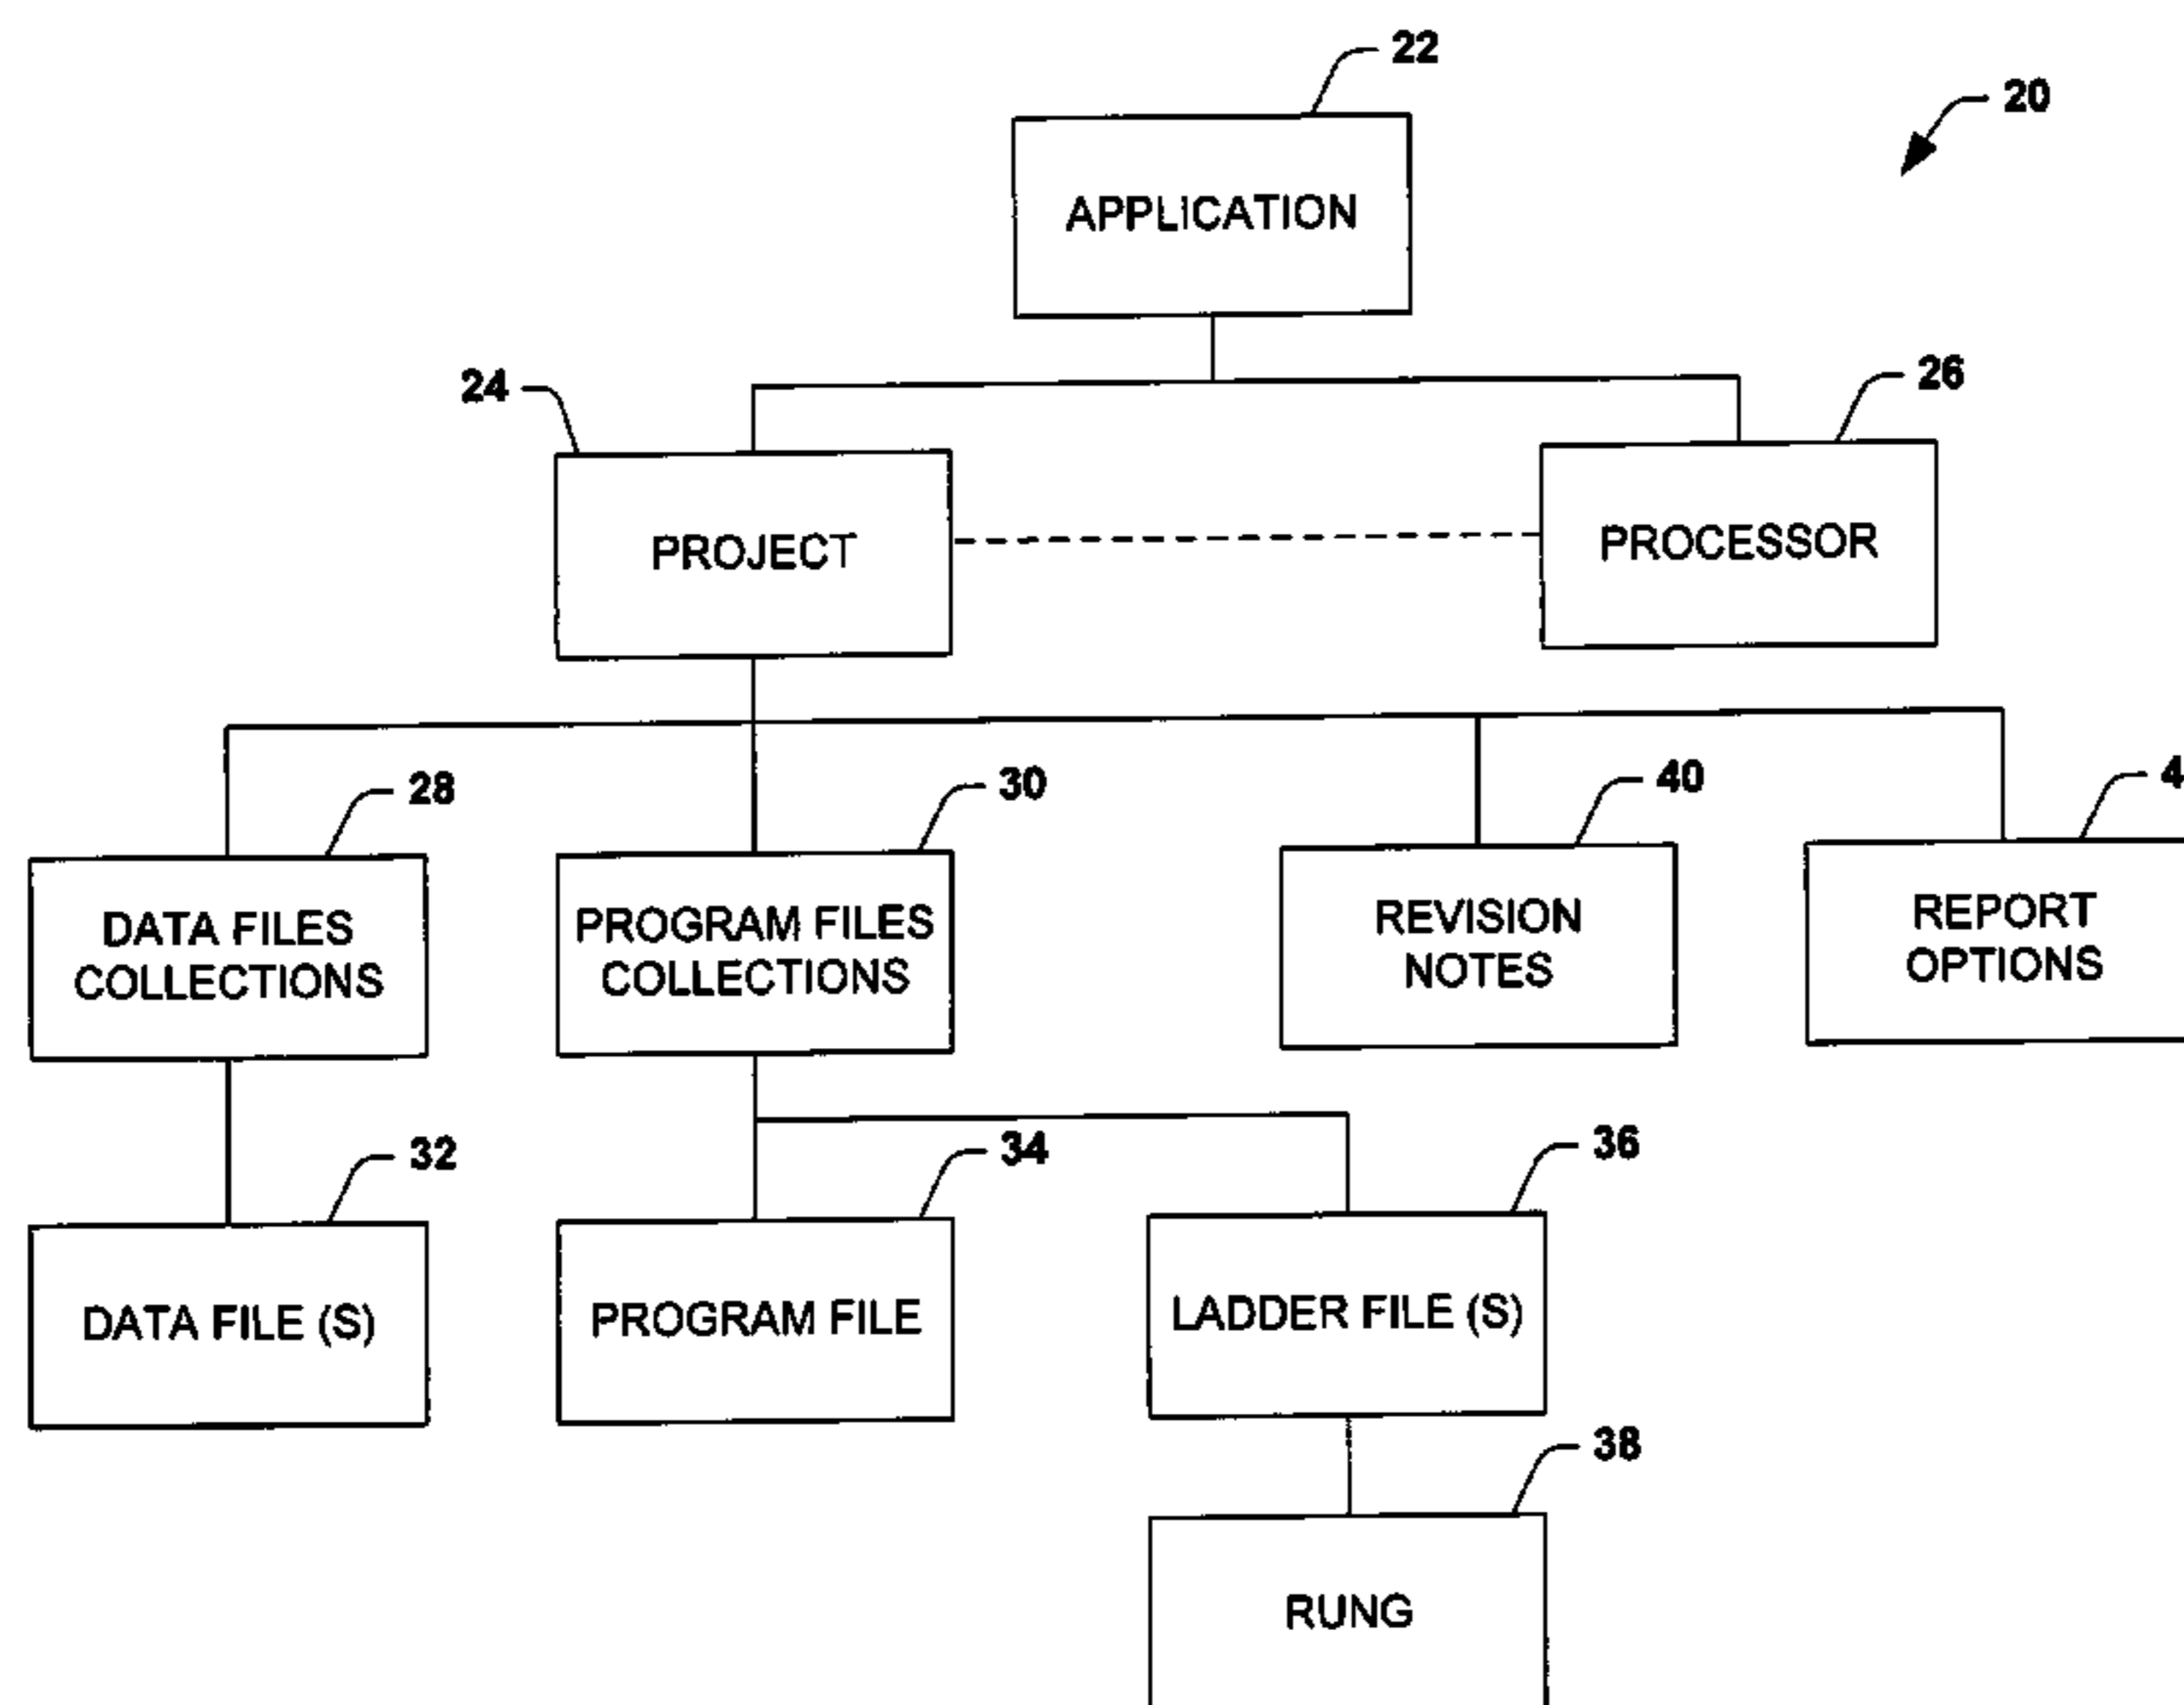 22
20
APPLICATION
24
26
PROJECT
PROCESSOR
28
30
40
DATA FILES
COLLECTIONS
PROGRAM FILES
COLLECTIONS
REVISION
NOTES
REPORT
OPTIONS
32
34
36
DATA FILE (S)
PROGRAM FILE
LADDER FILE (S)
38
RUNG